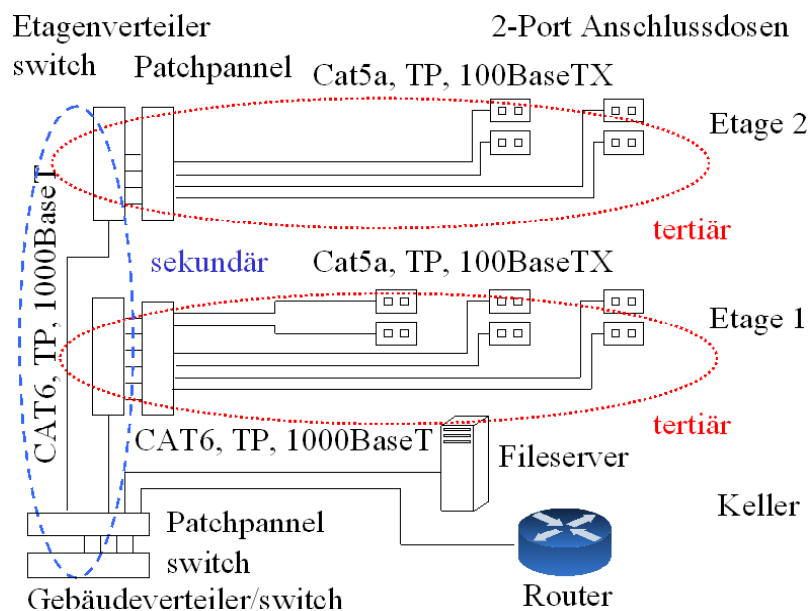 Etagenverteiler
switch
2-Port Anschlussdosen
Patchpannel
Cat5a, TP, 100BaseTX
Etage 2
tertiär
CAT6, TP, 1000BaseT
sekundär
Cat5a, TP, 100BaseTX
Etage 1
tertiär
CAT6, TP, 1000BaseT
Fileserver
Keller
Patchpannel
switch
Gebäudeverteiler/switch
Router